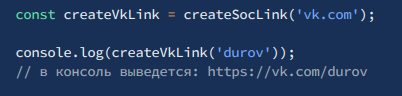 const createVkLink = createSocLink('vk.com');
console.log(createVkLink('durov'));
// в консоль выведется: https://vk.com/durov